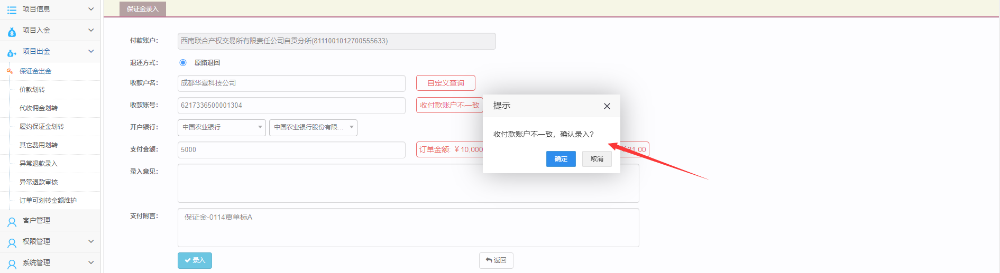 项目信息
项目入金
项目出金
保证金出金
价款划转
代收佣金划转
履约保证金划转
其它费用划转
异常退款录入
异常退款审核
订单可划转金额维护
客户管理
权限管理
系统管理
保证金录入
付款账户: 西南联合产权交易所有限责任公司自贡分所(8111001012700555633)
退还方式: 原路退回
收款户名: 成都华夏科技公司 自定义查询
收款账号: 6217336500001304 收付款账户不一致
开户银行: 中国农业银行 中国农业银行股份有限...
支付金额: 5000 订单金额: ¥10,000 ¥31.00
录入意见:
支付附言: 保证金-0114贾单标A
录入 返回
提示
收付款账户不一致，确认录入?
确定 取消